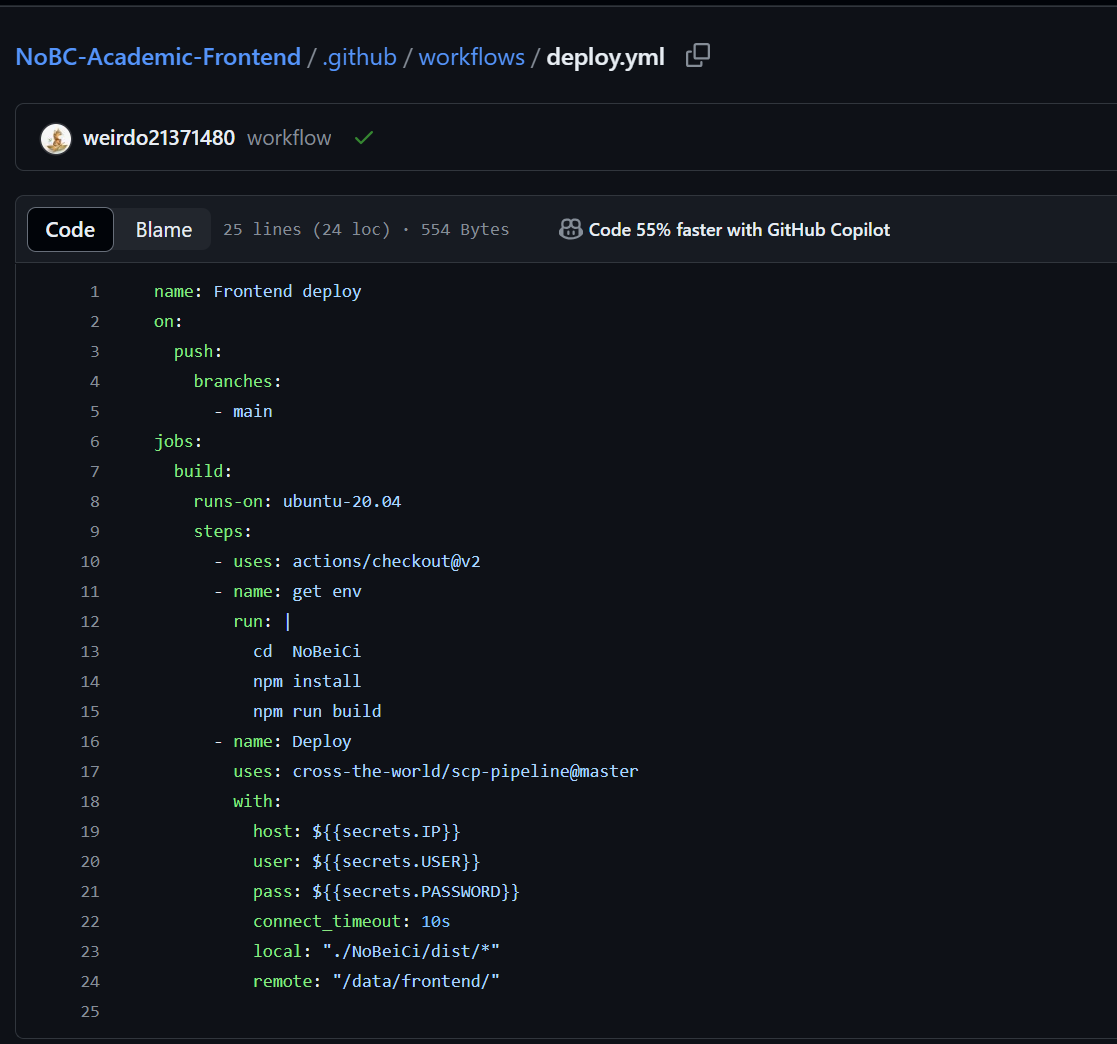 NoBC-Academic-Frontend / .github / workflows / deploy.yml
weirdo21371480 workflow
Code Blame 25 lines (24 loc) · 554 Bytes Code 55% faster with GitHub Copilot
1 name: Frontend deploy
2 on:
3   push:
4     branches:
5       - main
6 jobs:
7   build:
8     runs-on: ubuntu-20.04
9     steps:
10       - uses: actions/checkout@v2
11       - name: get env
12         run: |
13           cd  NoBeiCi
14           npm install
15           npm run build
16       - name: Deploy
17         uses: cross-the-world/scp-pipeline@master
18         with:
19           host: ${{secrets.IP}}
20           user: ${{secrets.USER}}
21           pass: ${{secrets.PASSWORD}}
22           connect_timeout: 10s
23           local: "./NoBeiCi/dist/*"
24           remote: "/data/frontend/"
25